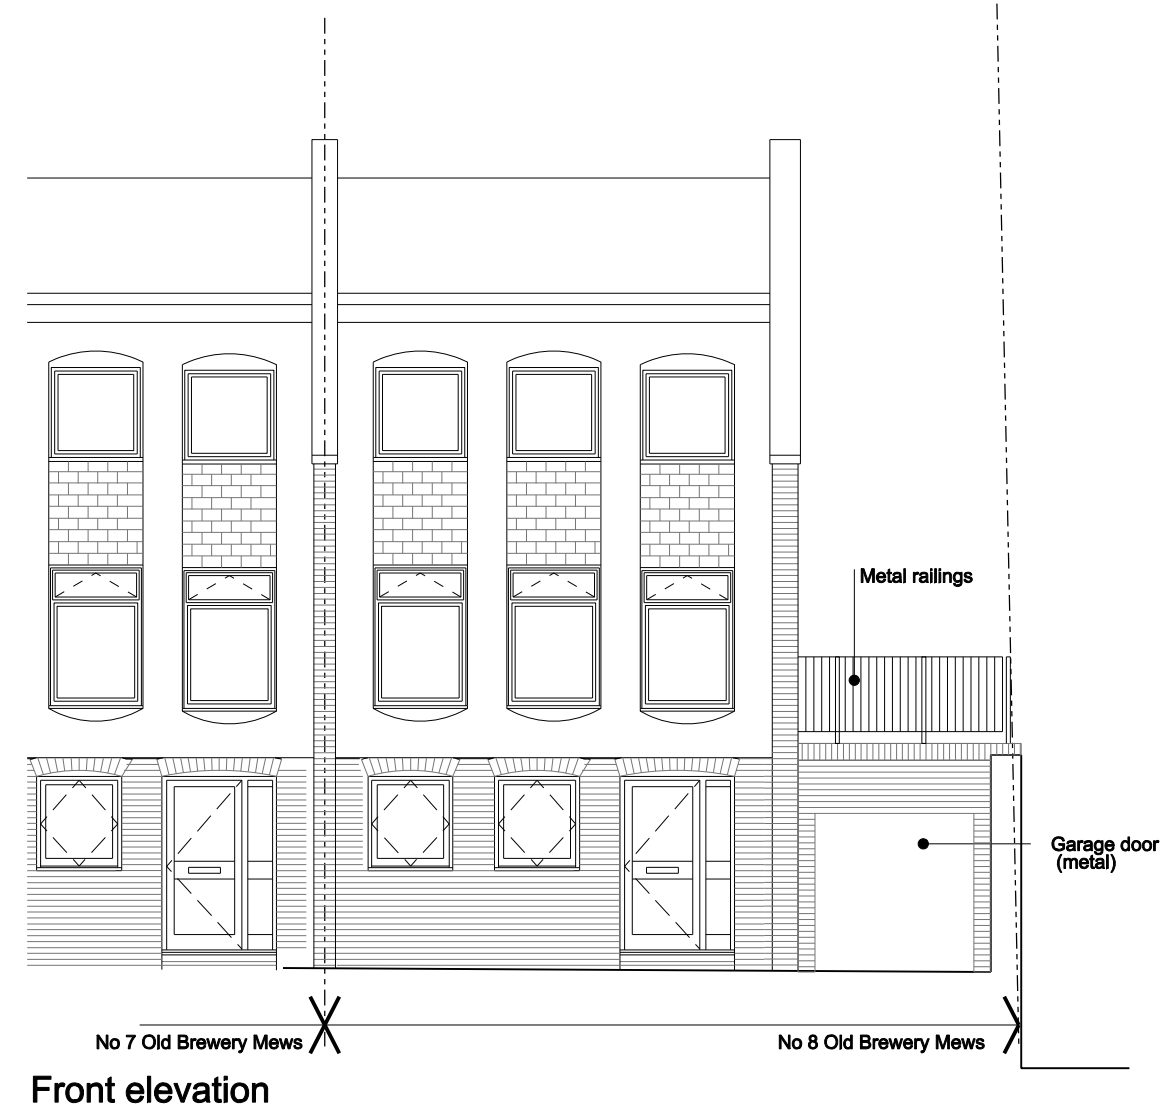 Metal railings
Garage door
(metal)
No 7 Old Brewery Mews
No 8 Old Brewery Mews
Front elevation